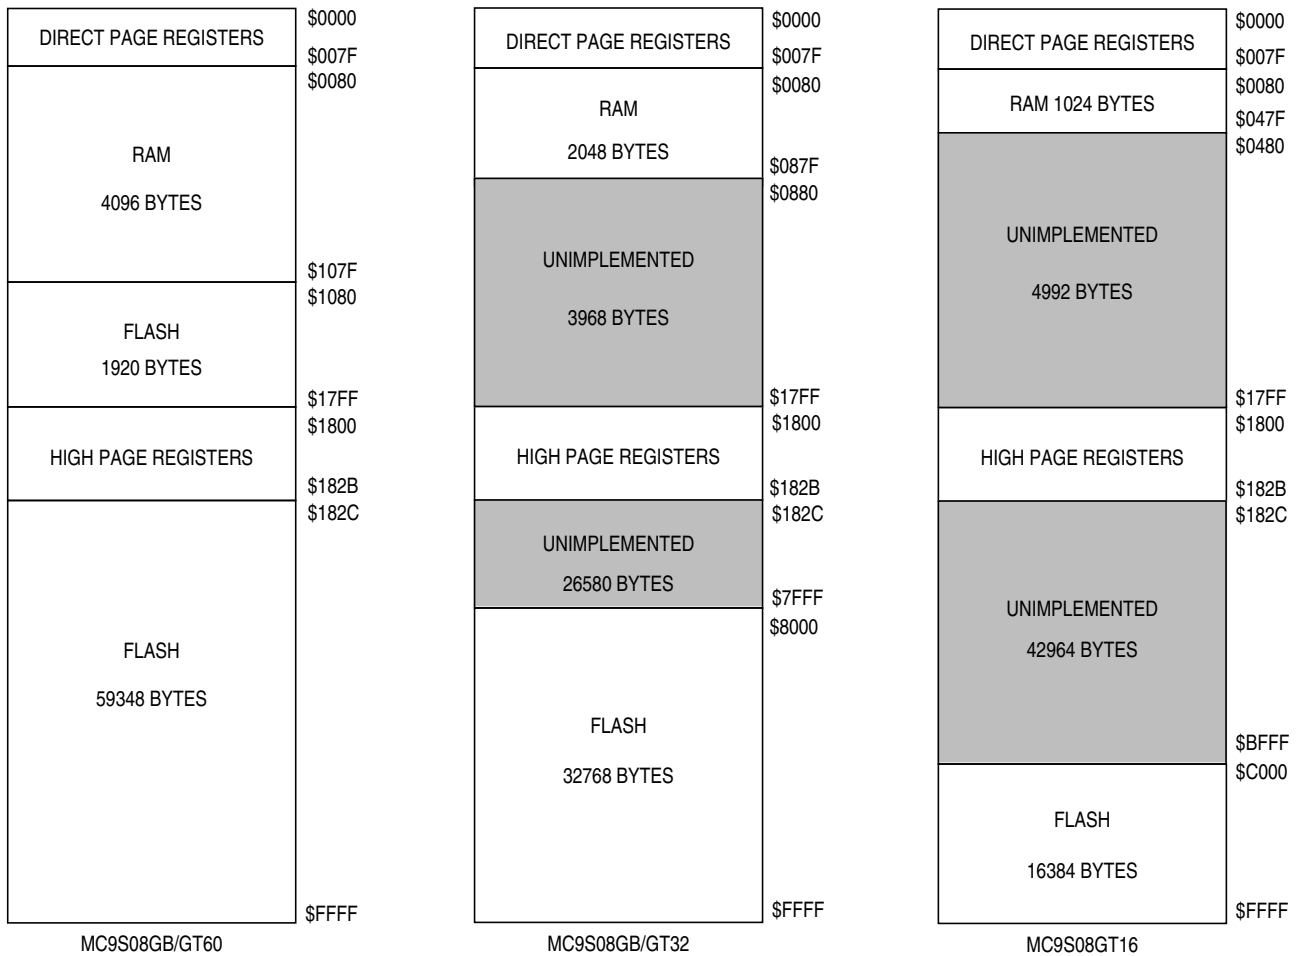 DIRECT PAGE REGISTERS
$0000
$007F
$0080
RAM
4096 BYTES
$107F
$1080
FLASH
1920 BYTES
$17FF
$1800
HIGH PAGE REGISTERS
$182B
$182C
FLASH
59348 BYTES
$FFFF
MC9S08GB/GT60
DIRECT PAGE REGISTERS
$0000
$007F
$0080
RAM
2048 BYTES
$087F
$0880
UNIMPLEMENTED
3968 BYTES
$17FF
$1800
HIGH PAGE REGISTERS
$182B
$182C
UNIMPLEMENTED
26580 BYTES
$7FFF
$8000
FLASH
32768 BYTES
$FFFF
MC9S08GB/GT32
DIRECT PAGE REGISTERS
$0000
$007F
$0080
RAM 1024 BYTES
$047F
$0480
UNIMPLEMENTED
4992 BYTES
$17FF
$1800
HIGH PAGE REGISTERS
$182B
$182C
UNIMPLEMENTED
42964 BYTES
$BFFF
$C000
FLASH
16384 BYTES
$FFFF
MC9S08GT16